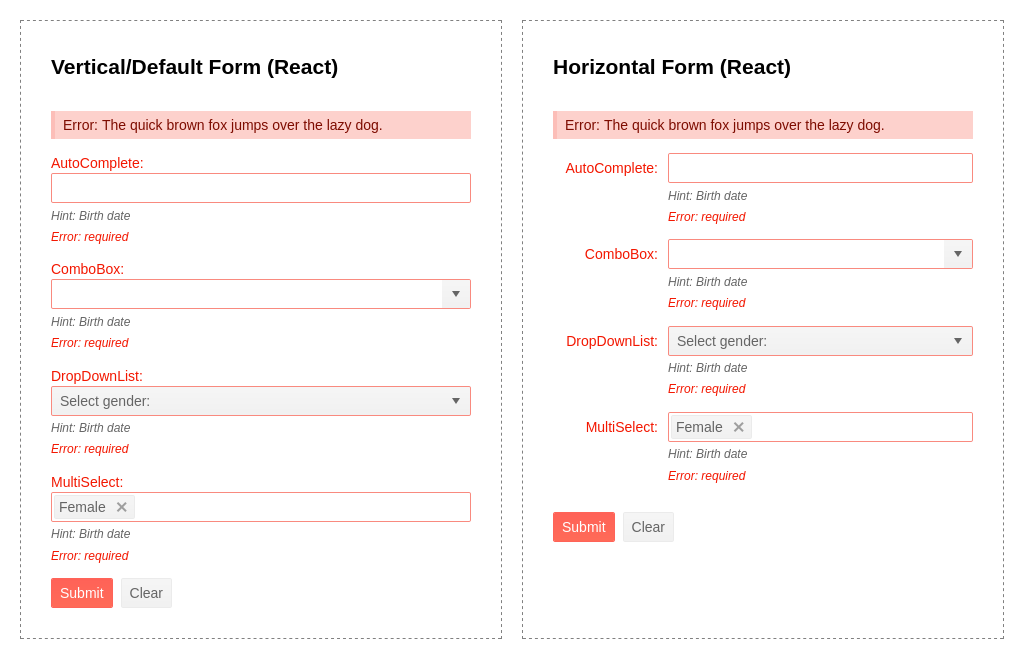 Vertical/Default Form (React)
Error: The quick brown fox jumps over the lazy dog.
AutoComplete:
Hint: Birth date
Error: required
ComboBox:
Hint: Birth date
Error: required
DropDownList:
Select gender:
Hint: Birth date
Error: required
MultiSelect:
Female
Hint: Birth date
Error: required
Submit Clear
Horizontal Form (React)
Error: The quick brown fox jumps over the lazy dog.
AutoComplete:
Hint: Birth date
Error: required
ComboBox:
Hint: Birth date
Error: required
DropDownList: Select gender:
Hint: Birth date
Error: required
MultiSelect: Female
Hint: Birth date
Error: required
Submit Clear